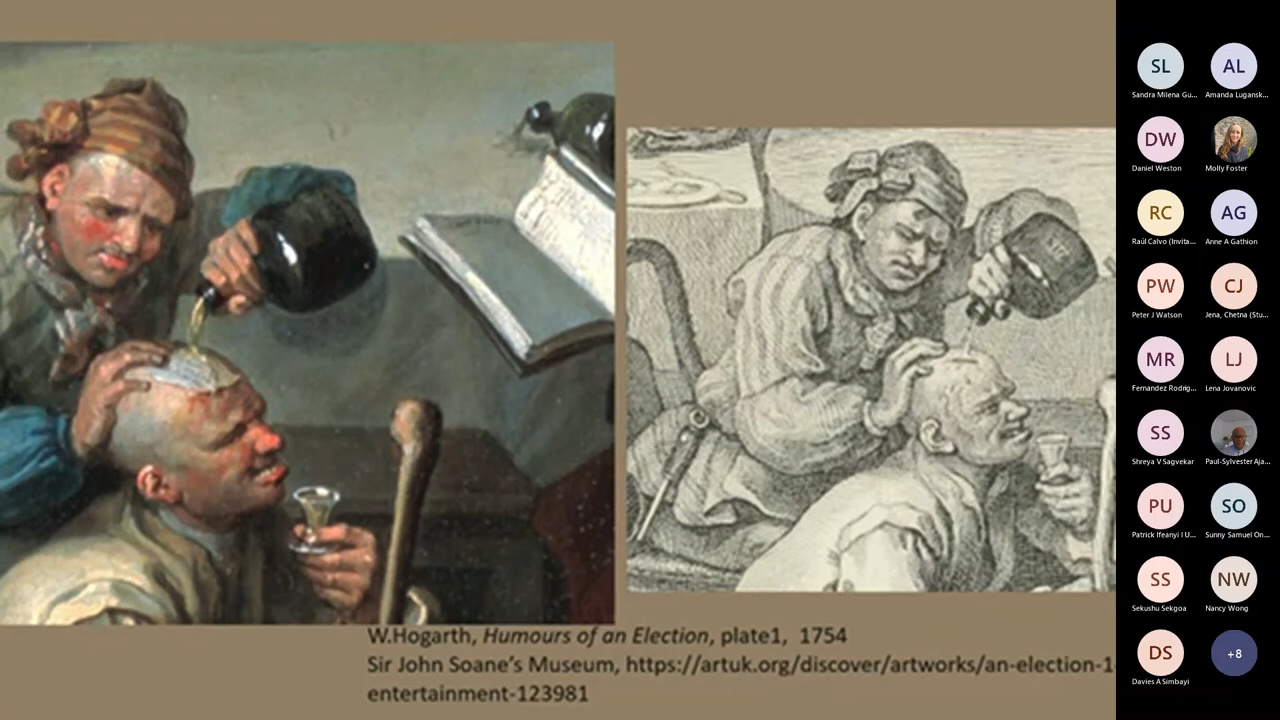 SL
AL
Sandra Milena Gu...
Amanda Lugansk...
DW
Daniel Weston
Molly Foster
RC
AG
Raúl Calvo (Invita...
Anne A Gathion
PW
CJ
Peter J Watson
Jena, Chetna (Stu...
MR
LJ
Fernandez Rodrig...
Lena Jovanovic
SS
Shreya V Sagvekar
Paul-Sylvester Aja...
PU
SO
Patrick Ifeanyi I U...
Sunny Samuel On...
SS
NW
Sekushu Sekgoa
Nancy Wong
DS
+8
Davies A Simbayi
W.Hogarth, Humours of an Election, plate1, 1754
Sir John Soane's Museum, https://artuk.org/discover/artworks/an-election-1
entertainment-123981